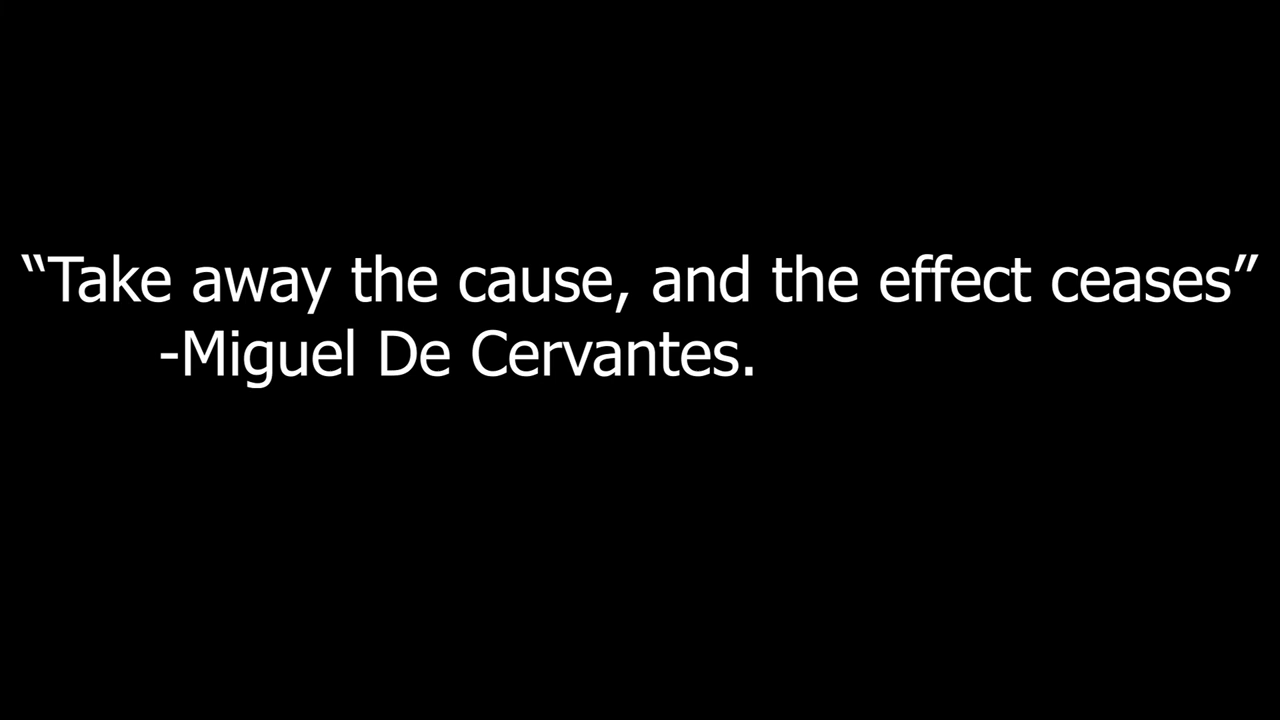 “Take away the cause, and the effect ceases”
-Miguel De Cervantes.